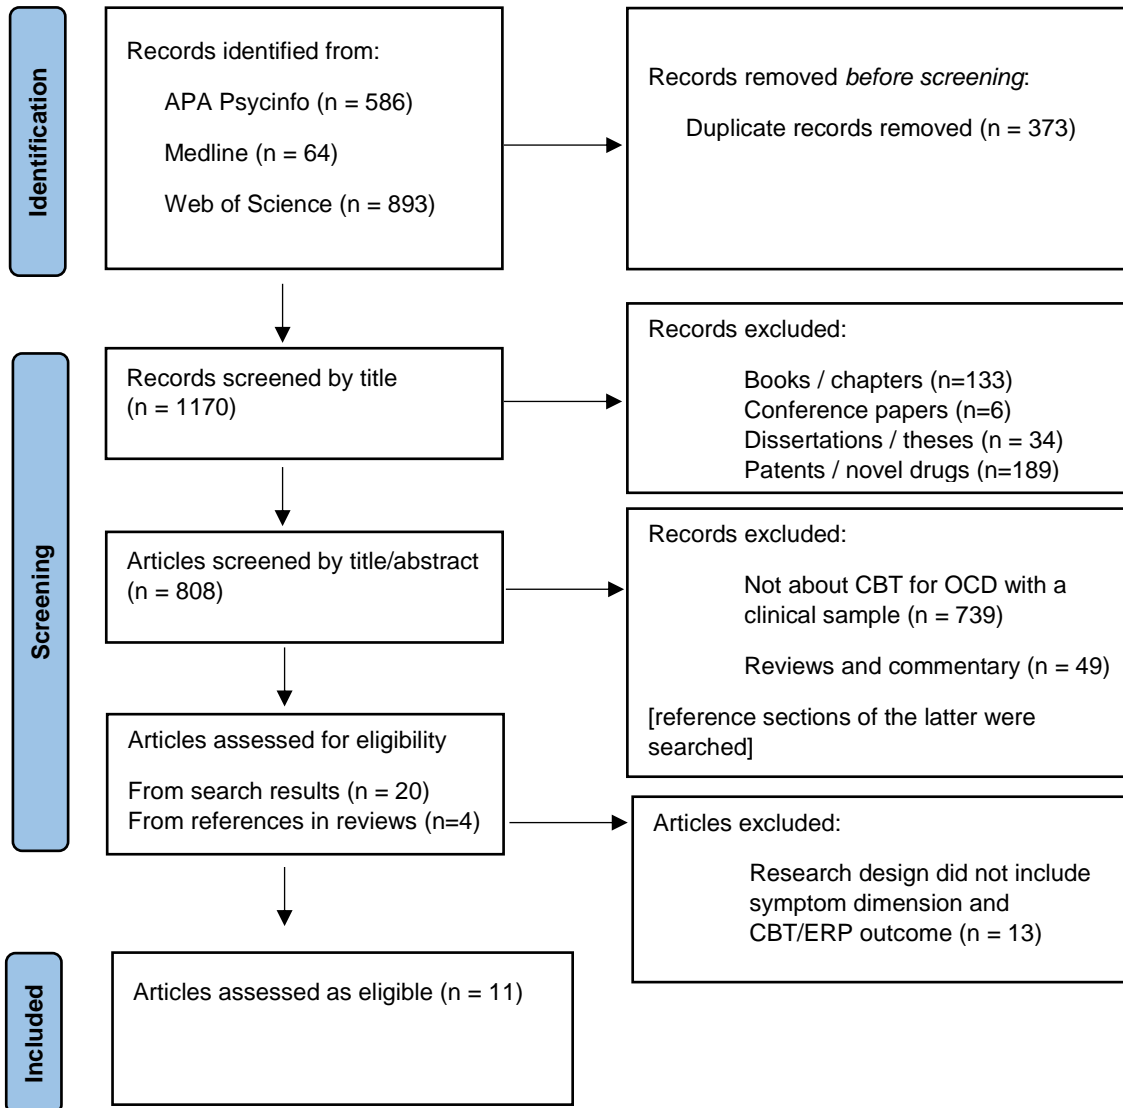 Identification
Records identified from:
APA Psycinfo (n = 586)
Medline (n = 64)
Web of Science (n = 893)
Records removed before screening:
Duplicate records removed (n = 373)
Screening
Records screened by title
(n = 1170)
Records excluded:
Books / chapters (n=133)
Conference papers (n=6)
Dissertations / theses (n = 34)
Patents / novel drugs (n=189)
Articles screened by title/abstract
(n = 808)
Records excluded:
Not about CBT for OCD with a
clinical sample (n = 739)
Reviews and commentary (n = 49)
[reference sections of the latter were
searched]
Articles assessed for eligibility
From search results (n = 20)
From references in reviews (n=4)
Articles excluded:
Research design did not include
symptom dimension and
CBT/ERP outcome (n = 13)
Included
Articles assessed as eligible (n = 11)